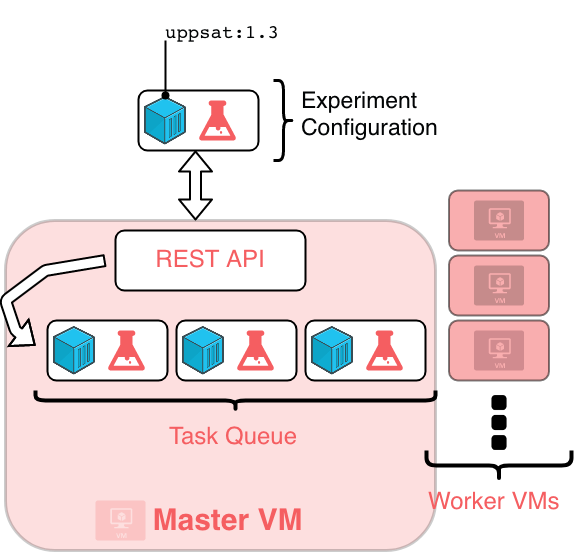 uppsat:1.3
Experiment
Configuration
REST API
VM
VM
VM
Task Queue
Worker VMs
VM
Master VM